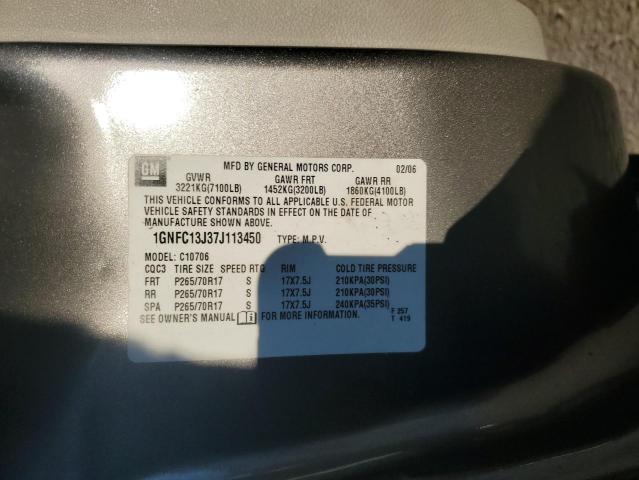 GM
MFD BY GENERAL MOTORS CORP. 02/06
GVWR GAWR FRT GAWR RR
3221KG(7100LB) 1452KG(3200LB) 1860KG(4100LB)
THIS VEHICLE CONFORMS TO ALL APPLICABLE U.S. FEDERAL MOTOR
VEHICLE SAFETY STANDARDS IN EFFECT ON THE DATE OF
MANUFACTURE SHOWN ABOVE.
1GNFC13J37J113450 TYPE: M.P.V.
MODEL: C10706
CQC3 TIRE SIZE SPEED RTG RIM COLD TIRE PRESSURE
FRT P265/70R17 S 17X7.5J 210KPA(30PSI)
RR P265/70R17 S 17X7.5J 210KPA(30PSI)
SPA P265/70R17 S 17X7.5J 240KPA(35PSI)
SEE OWNER'S MANUAL FOR MORE INFORMATION.
F 257
T 419